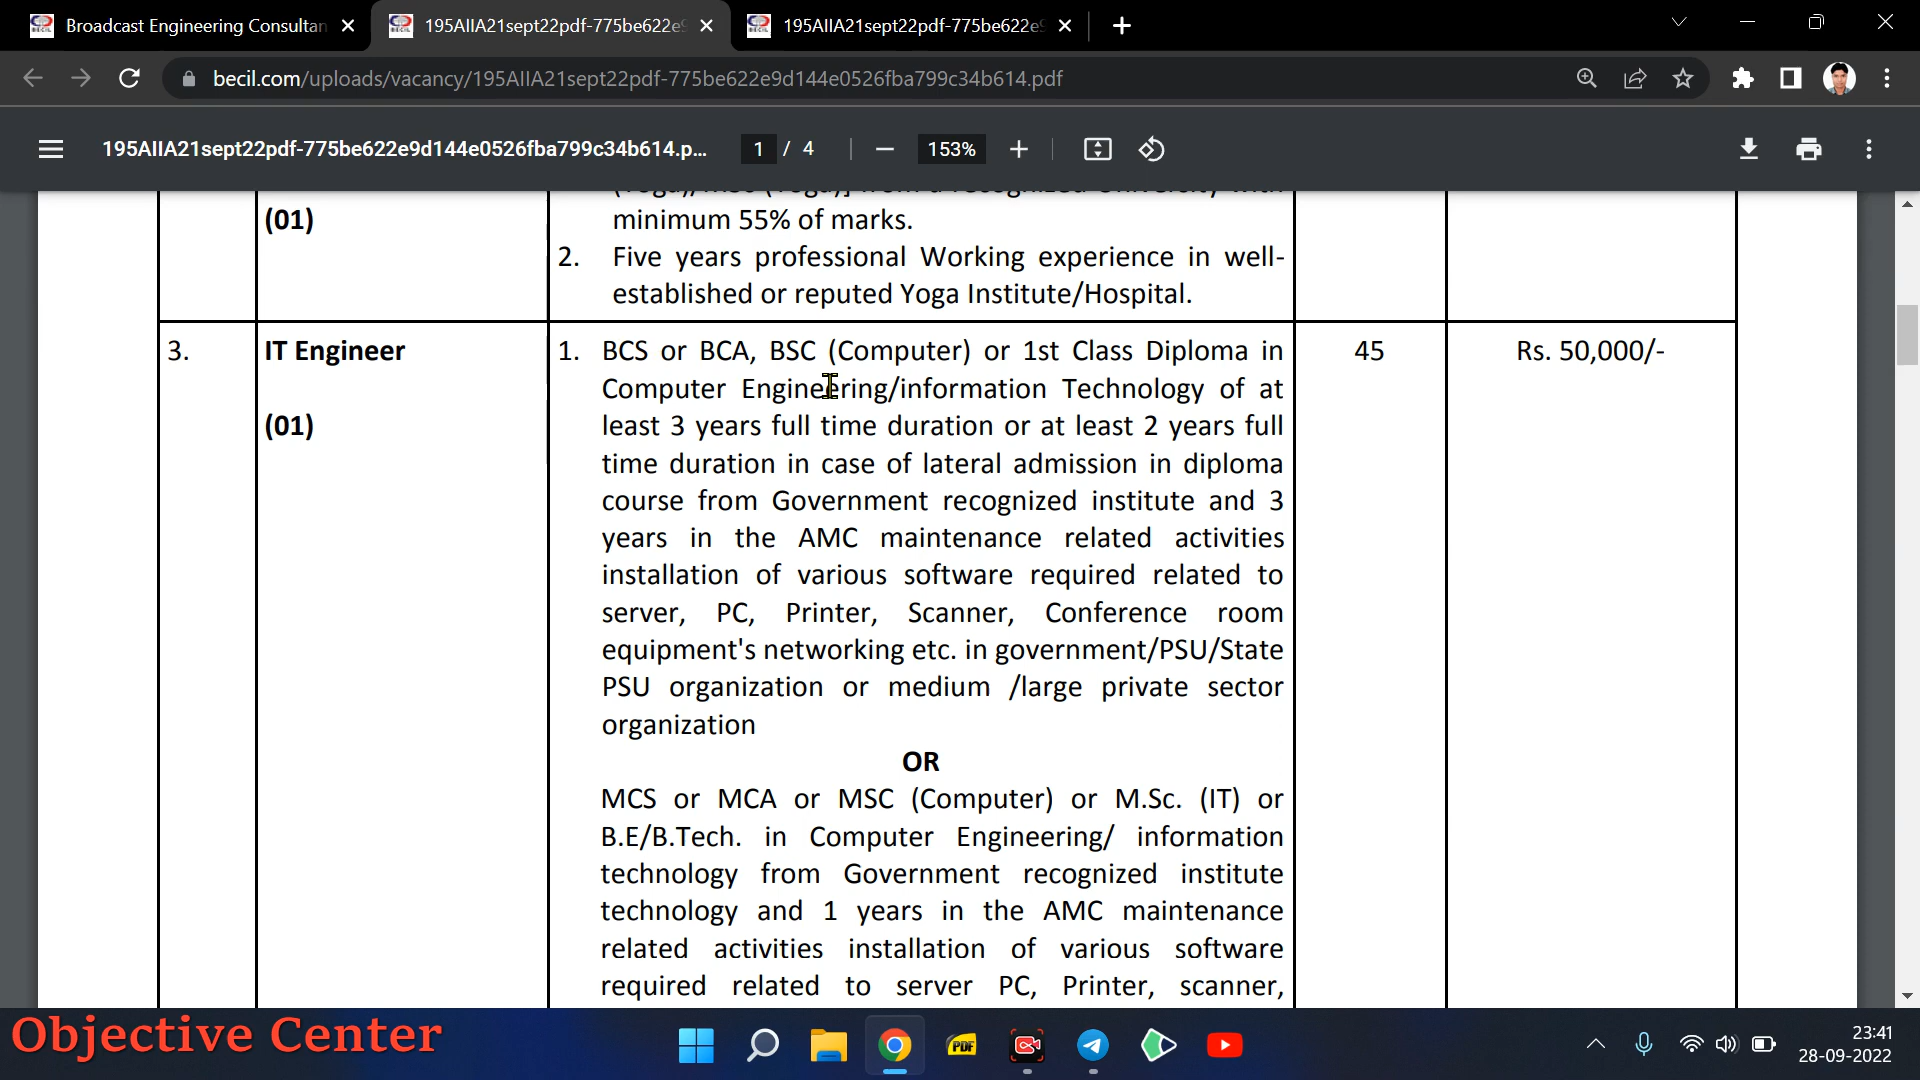 Broadcast Engineering Consultan
195AIIA21sept22pdf-775be622e9
195AIIA21sept22pdf-775be622e9
becil.com/uploads/vacancy/195AIIA21sept22pdf-775be622e9d144e0526fba799c34b614.pdf
195AIIA21sept22pdf-775be622e9d144e0526fba799c34b614.p... 1 / 4 153%
(01)
minimum 55% of marks.
2. Five years professional Working experience in well-
established or reputed Yoga Institute/Hospital.
3. IT Engineer
(01)
1. BCS or BCA, BSC (Computer) or 1st Class Diploma in
Computer Engineering/information Technology of at
least 3 years full time duration or at least 2 years full
time duration in case of lateral admission in diploma
course from Government recognized institute and 3
years in the AMC maintenance related activities
installation of various software required related to
server, PC, Printer, Scanner, Conference room
equipment's networking etc. in government/PSU/State
PSU organization or medium /large private sector
organization
OR
MCS or MCA or MSC (Computer) or M.Sc. (IT) or
B.E/B.Tech. in Computer Engineering/ information
technology from Government recognized institute
technology and 1 years in the AMC maintenance
related activities installation of various software
required related to server PC, Printer, scanner,
45
Rs. 50,000/-
Objective Center
PDF
23:41
28-09-2022